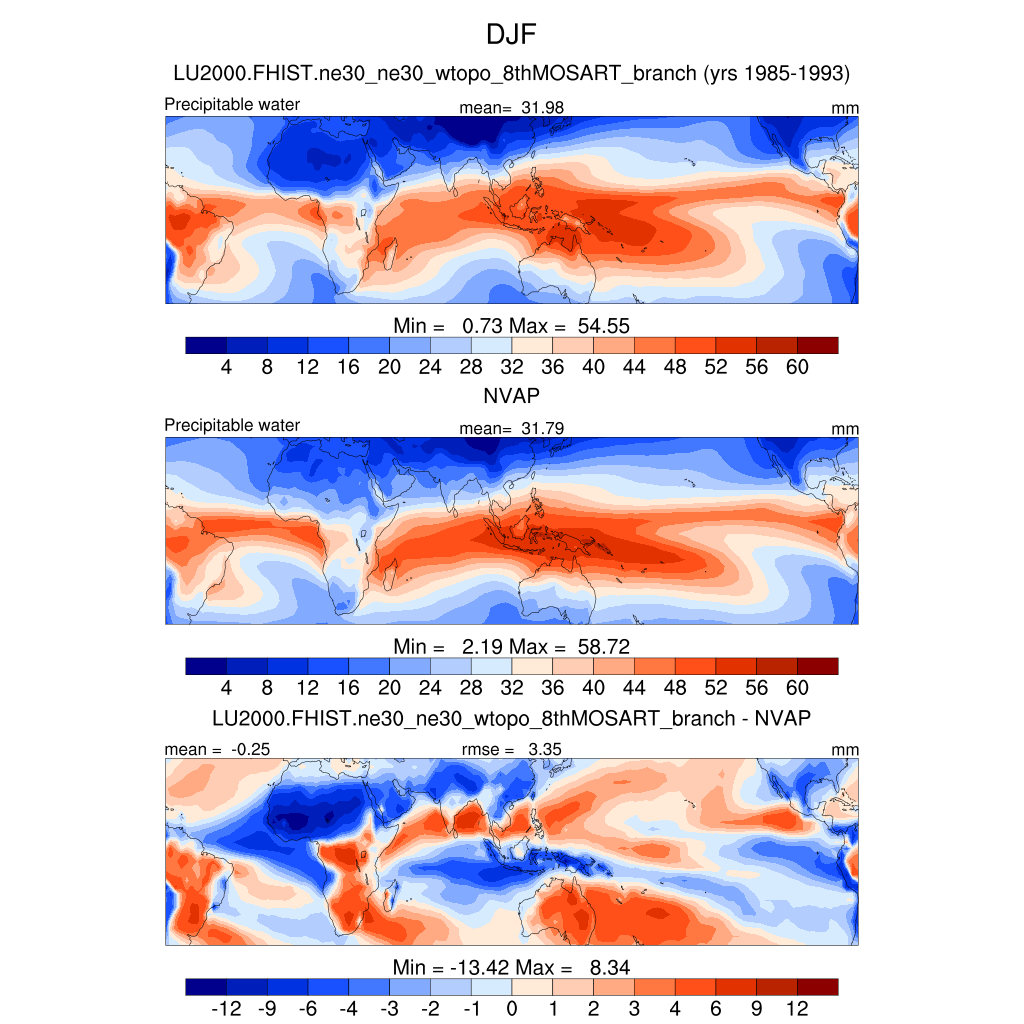 DJF
LU2000.FHIST.ne30_ne30_wtopo_8thMOSART_branch (yrs 1985-1993)
Precipitable water mean= 31.98 mm
Min = 0.73 Max = 54.55
4 8 12 16 20 24 28 32 36 40 44 48 52 56 60
NVAP
Precipitable water mean= 31.79 mm
Min = 2.19 Max = 58.72
4 8 12 16 20 24 28 32 36 40 44 48 52 56 60
LU2000.FHIST.ne30_ne30_wtopo_8thMOSART_branch - NVAP
mean = -0.25 rmse = 3.35 mm
Min = -13.42 Max = 8.34
-12 -9 -6 -4 -3 -2 -1 0 1 2 3 4 6 9 12